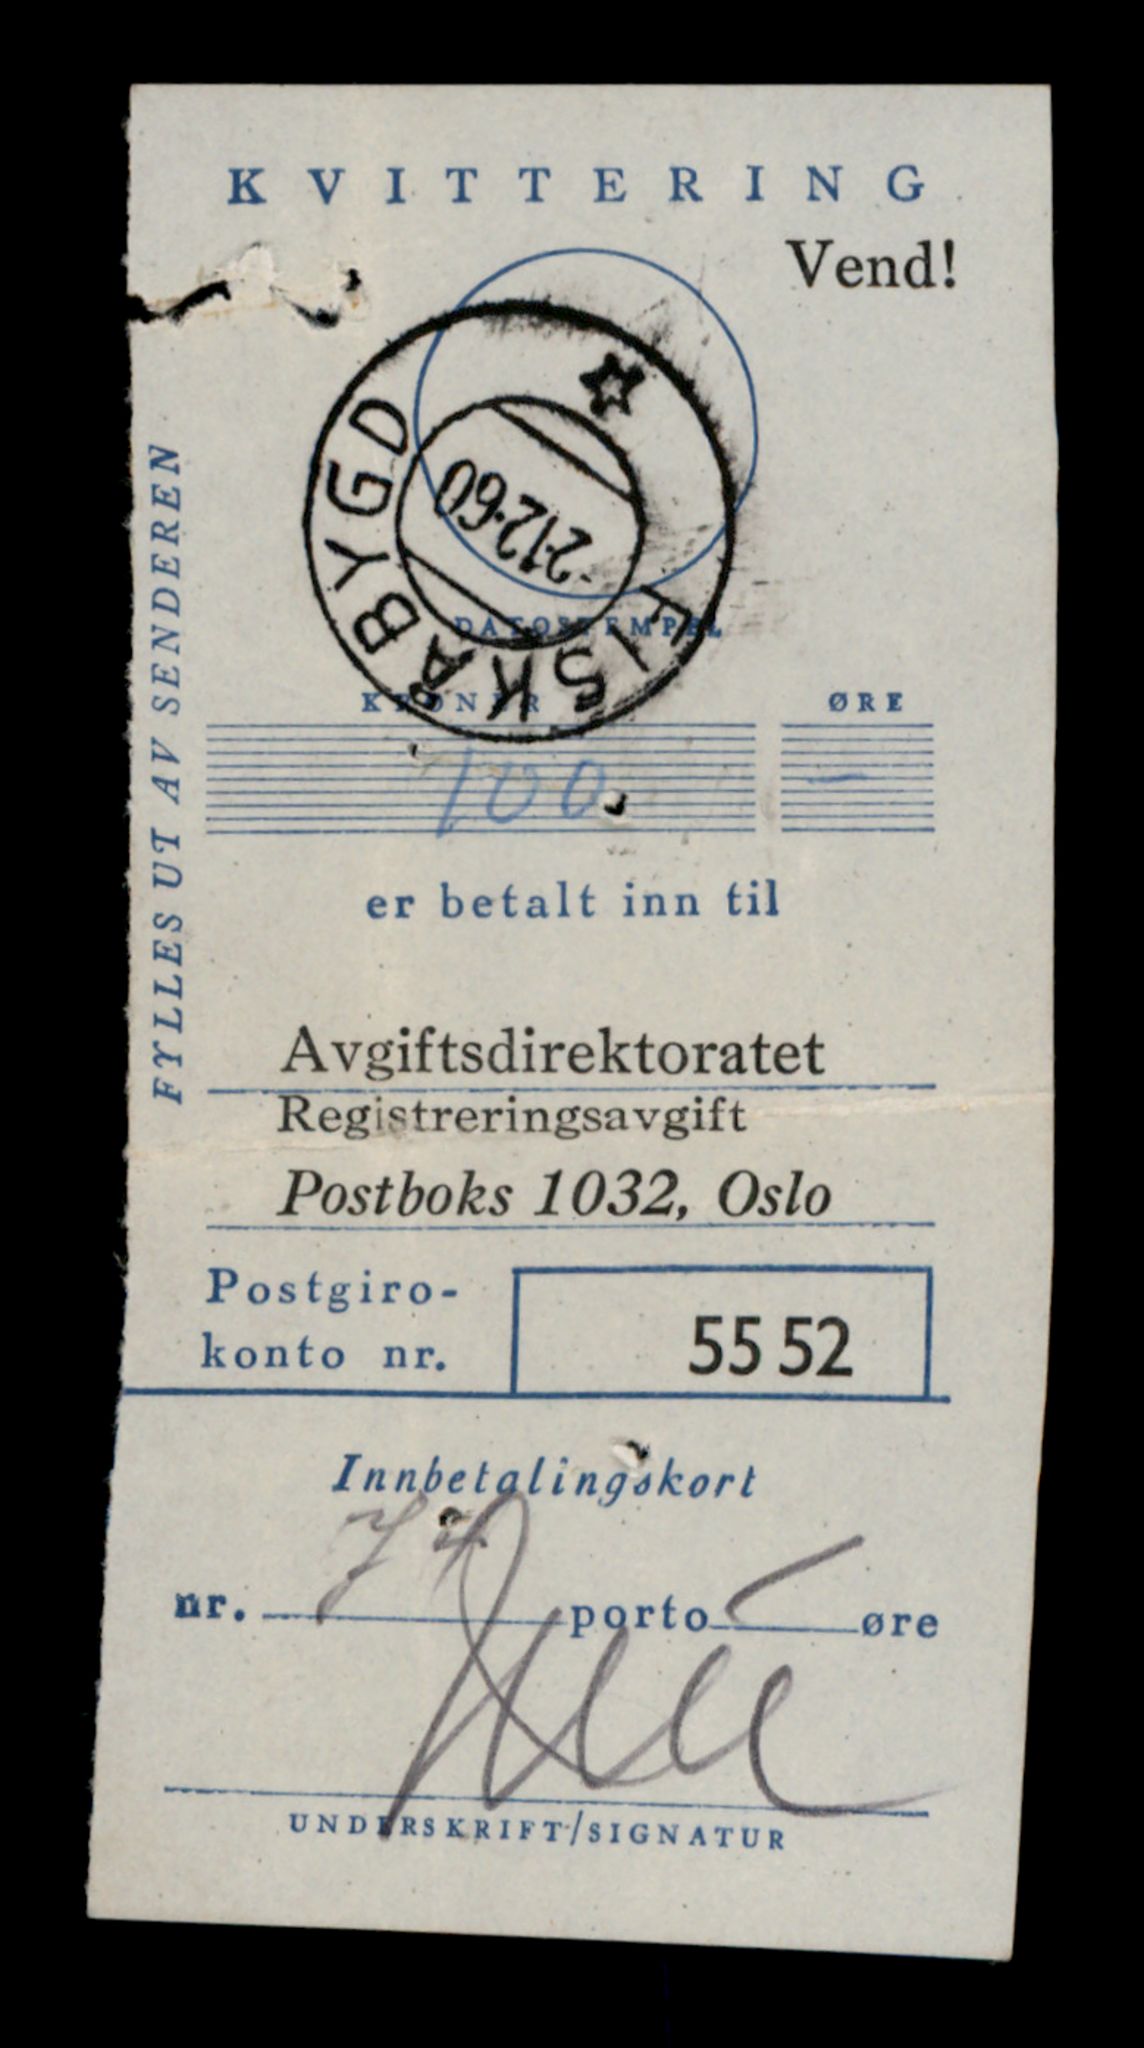 KVITTERING
Vend!
FISKÅBYGD
-2.12.60
DATOSTEMPEL
FYLLES UT AV SENDEREN
KRONER ØRE
100. —
er betalt inn til
Avgiftsdirektoratet
Registreringsavgift
Postboks 1032, Oslo
Postgiro-
konto nr. 55 52
Innbetalingskort
nr. porto øre
UNDERSKRIFT/SIGNATUR